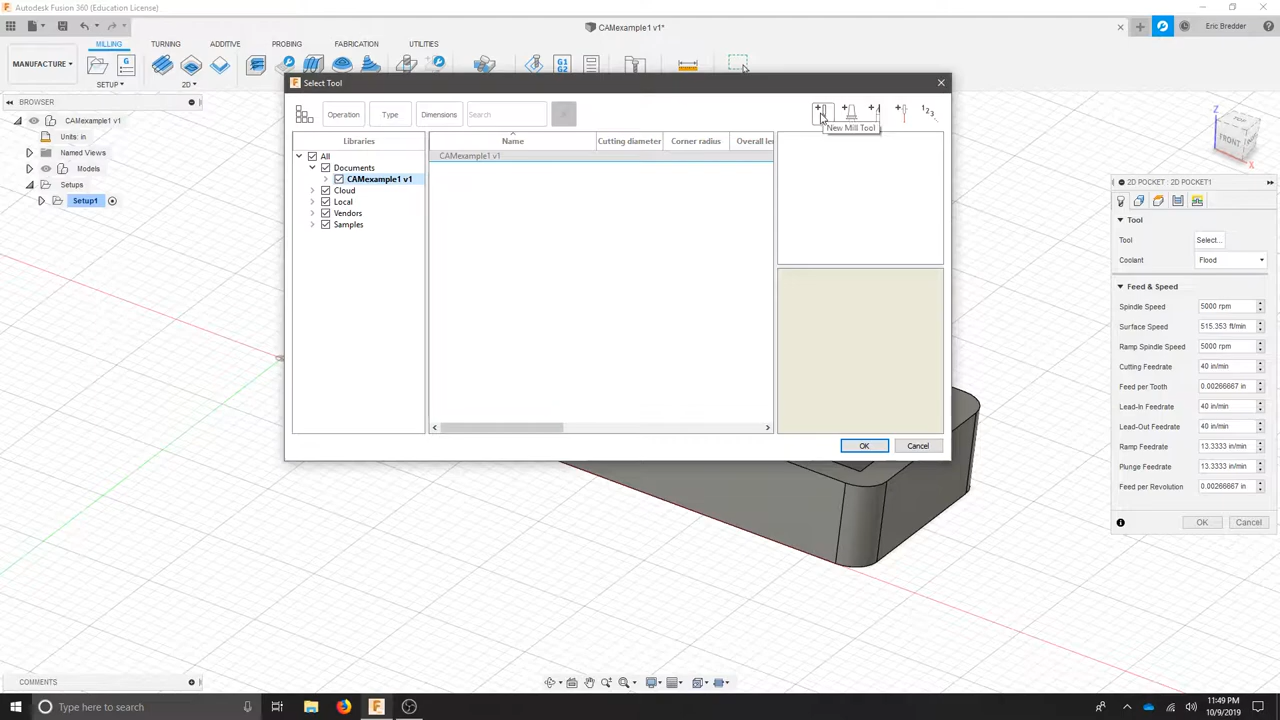 Autodesk Fusion 360 (Education License)
CAMexample1 v1*
Eric Bredder
MILLING
TURNING
ADDITIVE
PROBING
FABRICATION
UTILITIES
MANUFACTURE
G1
G2
SETUP
2D
BROWSER
CAMexample1 v1
Units: in
Named Views
Models
Setups
Setup1
Select Tool
Operation
Type
Dimensions
Search
1 2 3
New Mill Tool
Libraries
All
Documents
CAMexample1 v1
Cloud
Local
Vendors
Samples
Name
Cutting diameter
Corner radius
Overall le
CAMexample1 v1
OK
Cancel
Z
TOP
FRONT
X
2D POCKET : 2D POCKET1
Tool
Tool
Select...
Coolant
Flood
Feed & Speed
Spindle Speed
5000 rpm
Surface Speed
515.353 ft/min
Ramp Spindle Speed
5000 rpm
Cutting Feedrate
40 in/min
Feed per Tooth
0.00266667 in
Lead-In Feedrate
40 in/min
Lead-Out Feedrate
40 in/min
Ramp Feedrate
13.3333 in/min
Plunge Feedrate
13.3333 in/min
Feed per Revolution
0.00266667 in
OK
Cancel
COMMENTS
Type here to search
11:49 PM
10/9/2019